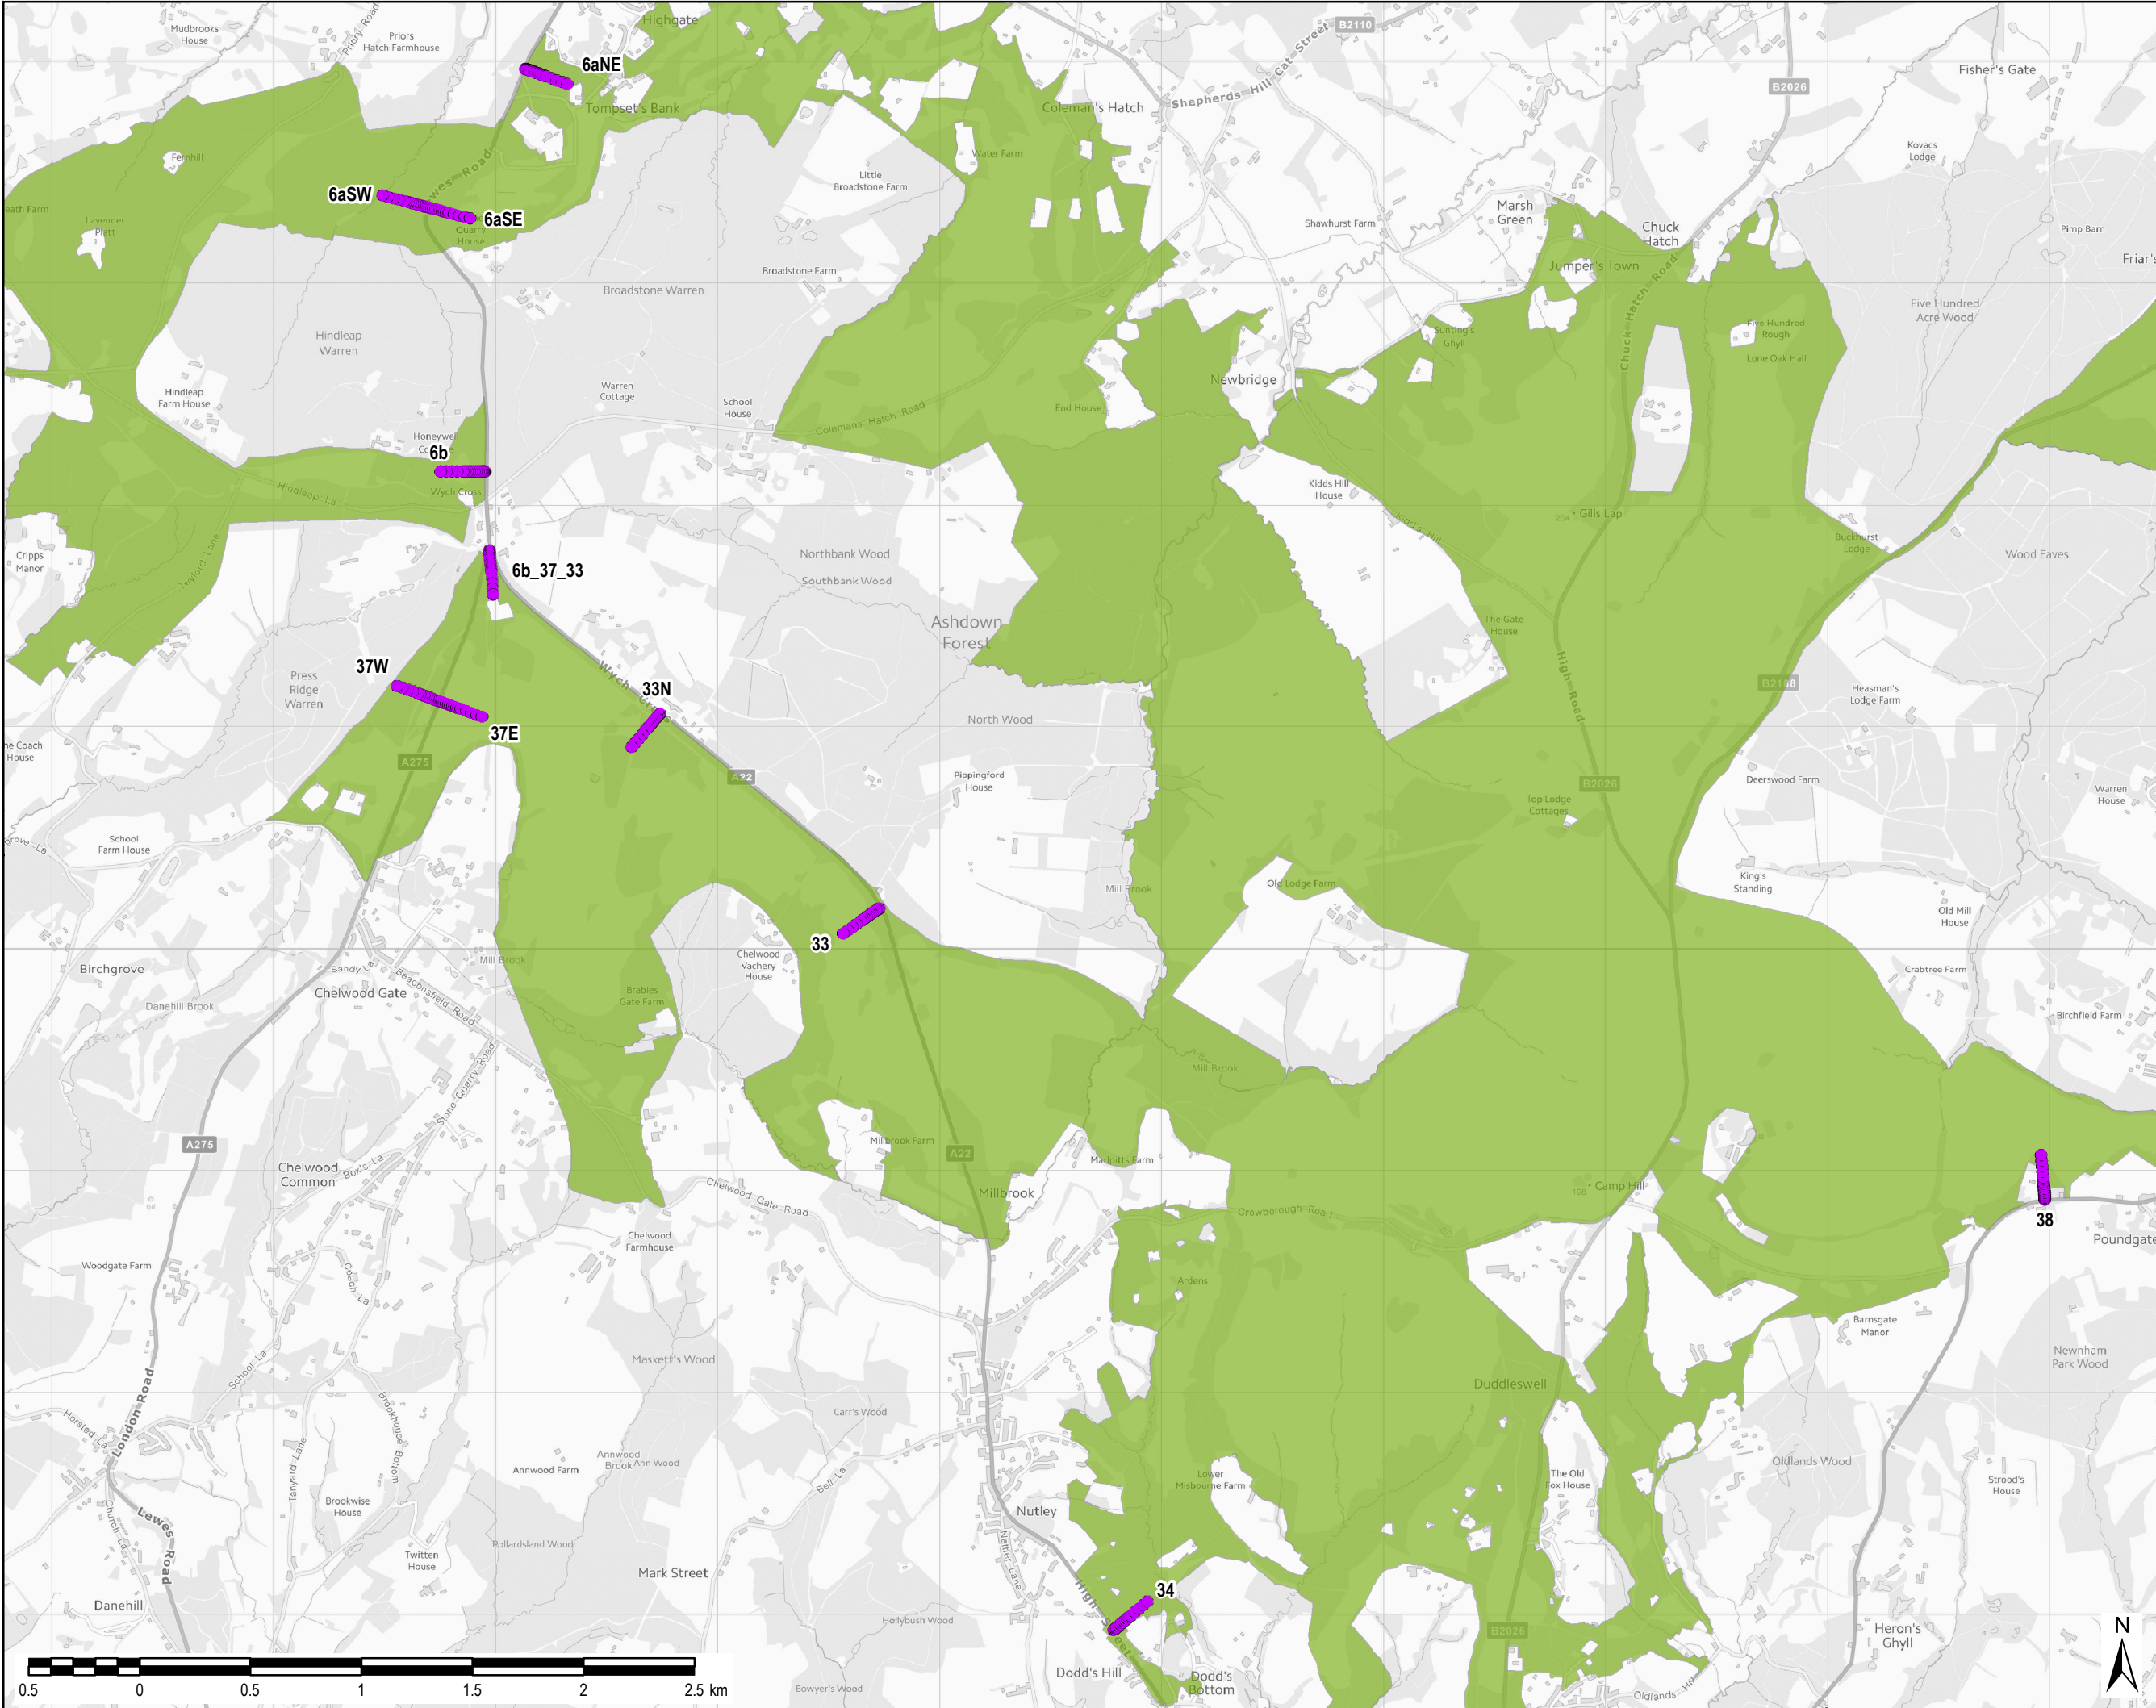 Mudbrooks
House
Priory Road
Priors
Hatch Farmhouse
Highgate
6aNE
Tompset's Bank
Coleman's Hatch
Shepherds Hill Cat Street
B2110
B2026
Fisher's Gate
Kovacs
Lodge
Pimp Barn
Friar's
Fernhill
eath Farm
Lavender
Platt
6aSW
wes Road
6aSE
Quarry
House
Little
Broadstone Farm
Water Farm
Broadstone Farm
Broadstone Warren
Shawhurst Farm
Marsh
Green
Chuck
Hatch
Jumper's Town
Chuck Hatch Road
Five Hundred
Acre Wood
Five Hundred
Rough
Lone Oak Hall
Sunting's
Ghyll
Hindleap
Warren
Hindleap
Farm House
Warren
Cottage
School
House
Newbridge
End House
Colemans Hatch Road
Honeywell
6b
Wych Cross
Hindleap La
Kidds Hill
House
Kidd's Hill
204
Gills Lap
Buckhurst
Lodge
Wood Eaves
Cripps
Manor
Twyford Lane
6b_37_33
Northbank Wood
Southbank Wood
Ashdown
Forest
The Gate
House
High Road
B2188
Heasman's
Lodge Farm
37W
Press
Ridge
Warren
37E
Wych Cross
33N
North Wood
he Coach
House
A275
A22
Pippingford
House
B2026
Top Lodge
Cottages
Deerswood Farm
Warren
House
School
Farm House
rove La
King's
Standing
Mill Brook
Old Lodge Farm
Old Mill
House
33
Birchgrove
Sandy La
Beaconsfield Road
Mill Brook
Chelwood
Vachery
House
Crabtree Farm
Danehill Brook
Chelwood Gate
Brabies
Gate Farm
Birchfield Farm
Stone Quarry Road
Mill Brook
A275
Millbrook Farm
A22
Marlpitts Farm
Chelwood
Common
Box's La
Chelwood Gate Road
Millbrook
198
Camp Hill
Crowborough Road
38
Poundgate
Chelwood
Farmhouse
Woodgate Farm
Coach La
Ardens
Barnsgate
Manor
School La
Maskett's Wood
Newnham
Park Wood
London Road
Brookhouse Bottom
Duddleswell
Horsted La
Carr's Wood
Tanyard Lane
Annwood
Brook
Ann Wood
Annwood Farm
Bell La
Lower
Misbourne Farm
The Old
Fox House
Oldlands Wood
Strood's
House
Church La
Lewes
Road
Brookwise
House
Nutley
Nether Lane
Pollardsland Wood
Twitten
House
Mark Street
High Street
34
Danehill
Hollybush Wood
B2026
Heron's
Ghyll
N
Dodd's Hill
Dodd's
Bottom
Bowyer's Wood
Oldlands Hill
0.5 0 0.5 1 1.5 2 2.5 km